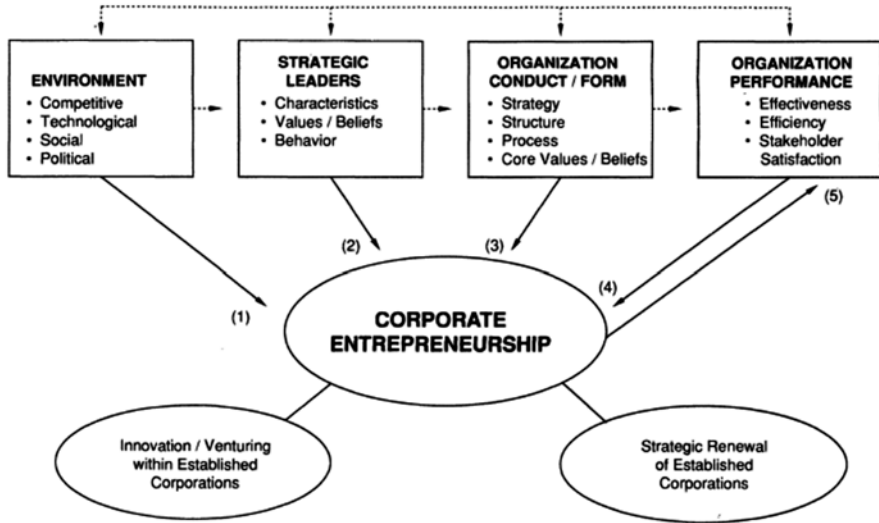 ENVIRONMENT
• Competitive
• Technological
• Social
• Political
STRATEGIC
LEADERS
• Characteristics
• Values / Beliefs
• Behavior
ORGANIZATION
CONDUCT / FORM
• Strategy
• Structure
• Process
• Core Values / Beliefs
ORGANIZATION
PERFORMANCE
• Effectiveness
• Efficiency
• Stakeholder
Satisfaction
(1)
(2)
(3)
(4)
(5)
CORPORATE
ENTREPRENEURSHIP
Innovation / Venturing
within Established
Corporations
Strategic Renewal
of Established
Corporations